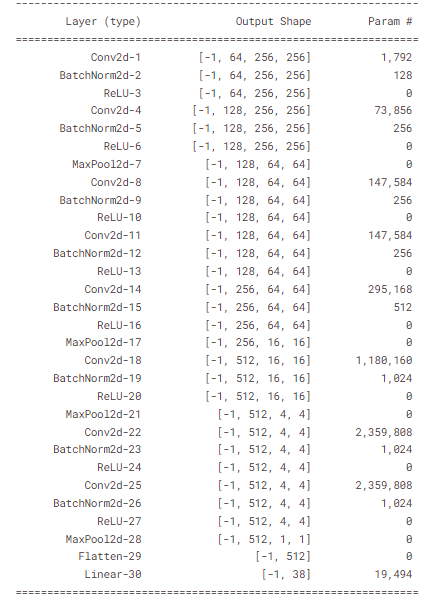 ----------------------------------------------------------------
Layer (type) Output Shape Param #
================================================================
Conv2d-1 [-1, 64, 256, 256] 1,792
BatchNorm2d-2 [-1, 64, 256, 256] 128
ReLU-3 [-1, 64, 256, 256] 0
Conv2d-4 [-1, 128, 256, 256] 73,856
BatchNorm2d-5 [-1, 128, 256, 256] 256
ReLU-6 [-1, 128, 256, 256] 0
MaxPool2d-7 [-1, 128, 64, 64] 0
Conv2d-8 [-1, 128, 64, 64] 147,584
BatchNorm2d-9 [-1, 128, 64, 64] 256
ReLU-10 [-1, 128, 64, 64] 0
Conv2d-11 [-1, 128, 64, 64] 147,584
BatchNorm2d-12 [-1, 128, 64, 64] 256
ReLU-13 [-1, 128, 64, 64] 0
Conv2d-14 [-1, 256, 64, 64] 295,168
BatchNorm2d-15 [-1, 256, 64, 64] 512
ReLU-16 [-1, 256, 64, 64] 0
MaxPool2d-17 [-1, 256, 16, 16] 0
Conv2d-18 [-1, 512, 16, 16] 1,180,160
BatchNorm2d-19 [-1, 512, 16, 16] 1,024
ReLU-20 [-1, 512, 16, 16] 0
MaxPool2d-21 [-1, 512, 4, 4] 0
Conv2d-22 [-1, 512, 4, 4] 2,359,808
BatchNorm2d-23 [-1, 512, 4, 4] 1,024
ReLU-24 [-1, 512, 4, 4] 0
Conv2d-25 [-1, 512, 4, 4] 2,359,808
BatchNorm2d-26 [-1, 512, 4, 4] 1,024
ReLU-27 [-1, 512, 4, 4] 0
MaxPool2d-28 [-1, 512, 1, 1] 0
Flatten-29 [-1, 512] 0
Linear-30 [-1, 38] 19,494
================================================================